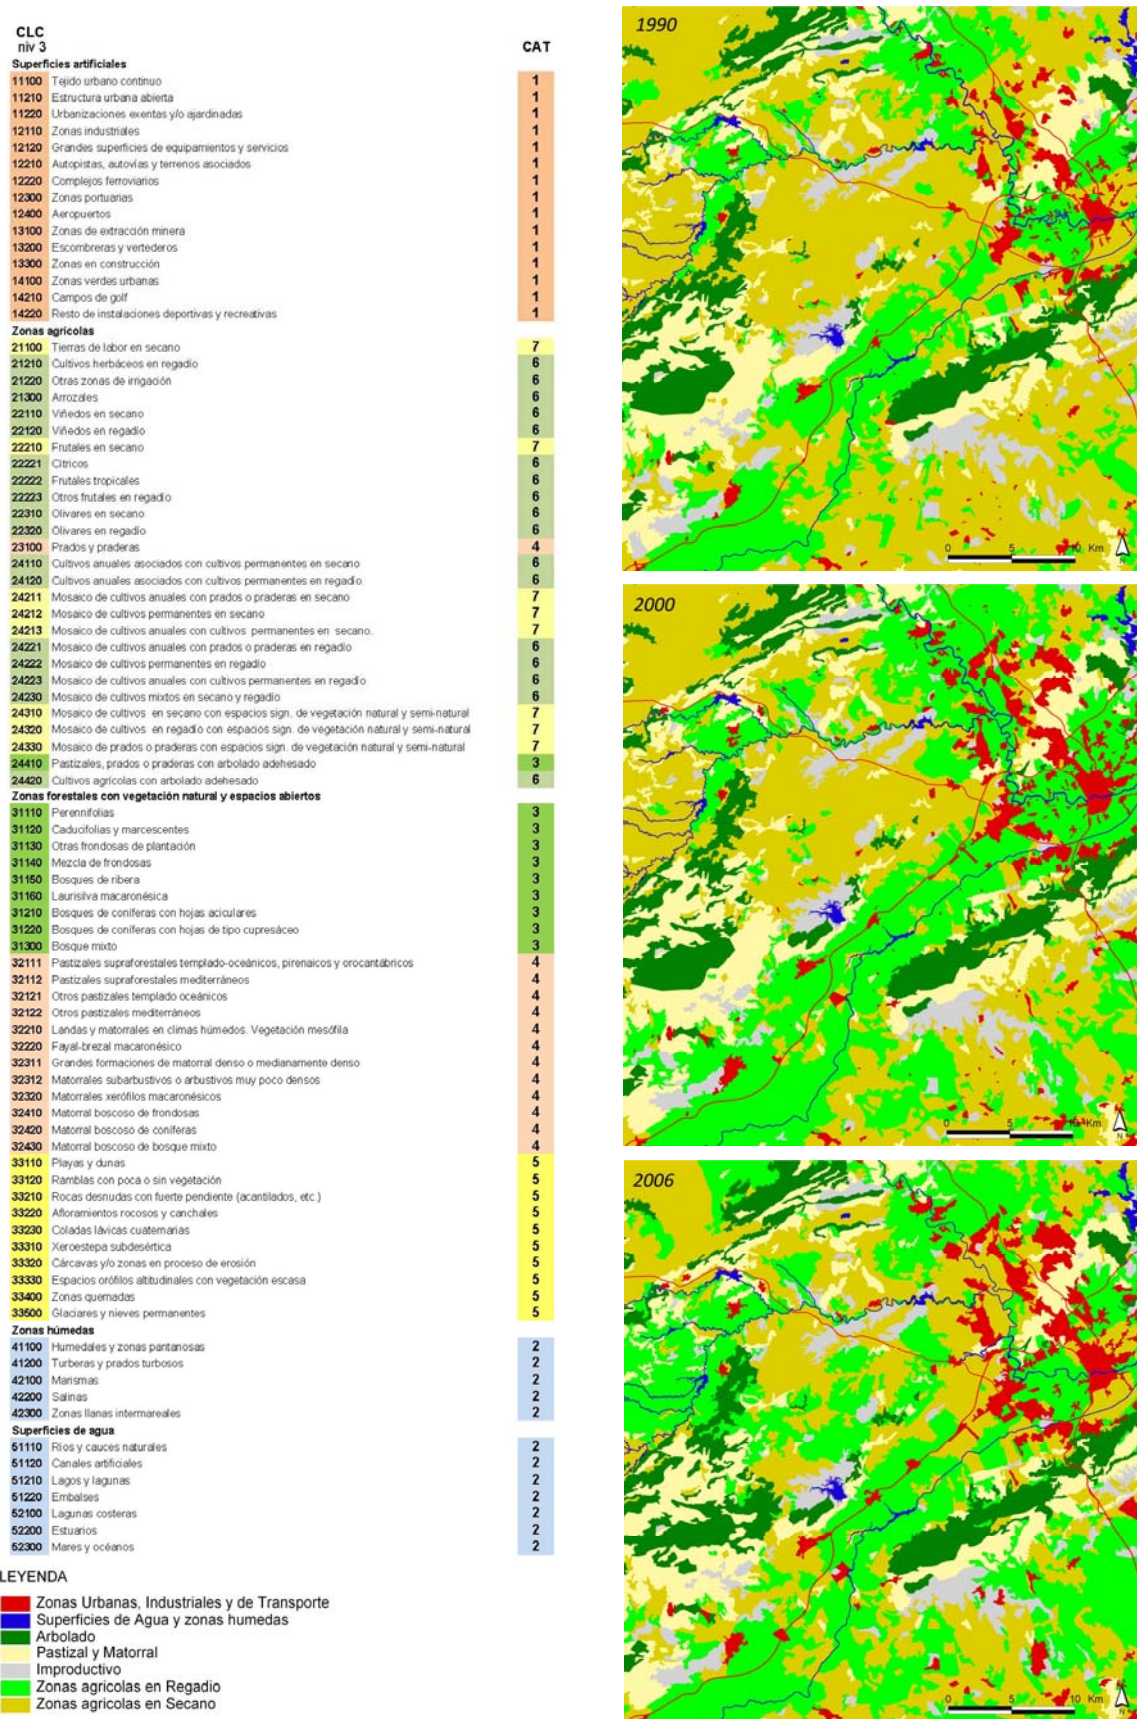 CLC
niv 3 CAT
Superficies artificiales
11100 Tejido urbano continuo 1
11210 Estructura urbana abierta 1
11220 Urbanizaciones exentas y/o ajardinadas 1
12110 Zonas industriales 1
12120 Grandes superficies de equipamientos y servicios 1
12210 Autopistas, autovías y terrenos asociados 1
12220 Complejos ferroviarios 1
12300 Zonas portuarias 1
12400 Aeropuertos 1
13100 Zonas de extracción minera 1
13200 Escombreras y vertederos 1
13300 Zonas en construcción 1
14100 Zonas verdes urbanas 1
14210 Campos de golf 1
14220 Resto de instalaciones deportivas y recreativas 1
Zonas agrícolas
21100 Tierras de labor en secano 7
21210 Cultivos herbáceos en regadío 6
21220 Otras zonas de irrigación 6
21300 Arrozales 6
22110 Viñedos en secano 6
22120 Viñedos en regadío 6
22210 Frutales en secano 7
22221 Cítricos 6
22222 Frutales tropicales 6
22223 Otros frutales en regadío 6
22310 Olivares en secano 6
22320 Olivares en regadío 6
23100 Prados y praderas 4
24110 Cultivos anuales asociados con cultivos permanentes en secano 6
24120 Cultivos anuales asociados con cultivos permanentes en regadío 6
24211 Mosaico de cultivos anuales con prados o praderas en secano 7
24212 Mosaico de cultivos permanentes en secano 7
24213 Mosaico de cultivos anuales con cultivos permanentes en secano. 7
24221 Mosaico de cultivos anuales con prados o praderas en regadío 6
24222 Mosaico de cultivos permanentes en regadío 6
24223 Mosaico de cultivos anuales con cultivos permanentes en regadío 6
24230 Mosaico de cultivos mixtos en secano y regadío 6
24310 Mosaico de cultivos en secano con espacios sign. de vegetación natural y semi-natural 7
24320 Mosaico de cultivos en regadío con espacios sign. de vegetación natural y semi-natural 7
24330 Mosaico de prados o praderas con espacios sign. de vegetación natural y semi-natural 7
24410 Pastizales, prados o praderas con arbolado adehesado 3
24420 Cultivos agrícolas con arbolado adehesado 6
Zonas forestales con vegetación natural y espacios abiertos
31110 Perennifolias 3
31120 Caducifolias y marcescentes 3
31130 Otras frondosas de plantación 3
31140 Mezcla de frondosas 3
31150 Bosques de ribera 3
31160 Laurisilva macaronésica 3
31210 Bosques de coníferas con hojas aciculares 3
31220 Bosques de coníferas con hojas de tipo cupresáceo 3
31300 Bosque mixto 3
32111 Pastizales supraforestales templado-oceánicos, pirenaicos y orocantábricos 4
32112 Pastizales supraforestales mediterráneos 4
32121 Otros pastizales templado oceánicos 4
32122 Otros pastizales mediterráneos 4
32210 Landas y matorrales en climas húmedos. Vegetación mesófila 4
32220 Fayal-brezal macaronésico 4
32311 Grandes formaciones de matorral denso o medianamente denso 4
32312 Matorrales subarbustivos o arbustivos muy poco densos 4
32320 Matorrales xerófilos macaronésicos 4
32410 Matorral boscoso de frondosas 4
32420 Matorral boscoso de coníferas 4
32430 Matorral boscoso de bosque mixto 4
33110 Playas y dunas 5
33120 Ramblas con poca o sin vegetación 5
33210 Rocas desnudas con fuerte pendiente (acantilados, etc.) 5
33220 Afloramientos rocosos y canchales 5
33230 Coladas lávicas cuaternarias 5
33310 Xeroestepa subdesértica 5
33320 Cárcavas y/o zonas en proceso de erosión 5
33330 Espacios orófilos altitudinales con vegetación escasa 5
33400 Zonas quemadas 5
33500 Glaciares y nieves permanentes 5
Zonas húmedas
41100 Humedales y zonas pantanosas 2
41200 Turberas y prados turbosos 2
42100 Marismas 2
42200 Salinas 2
42300 Zonas llanas intermareales 2
Superficies de agua
51110 Ríos y cauces naturales 2
51120 Canales artificiales 2
51210 Lagos y lagunas 2
51220 Embalses 2
52100 Lagunas costeras 2
52200 Estuarios 2
52300 Mares y océanos 2
LEYENDA
Zonas Urbanas, Industriales y de Transporte
Superficies de Agua y zonas humedas
Arbolado
Pastizal y Matorral
Improductivo
Zonas agricolas en Regadio
Zonas agricolas en Secano
1990
0 5 10 Km
N
2000
0 5 10 Km
N
2006
0 5 10 Km
N